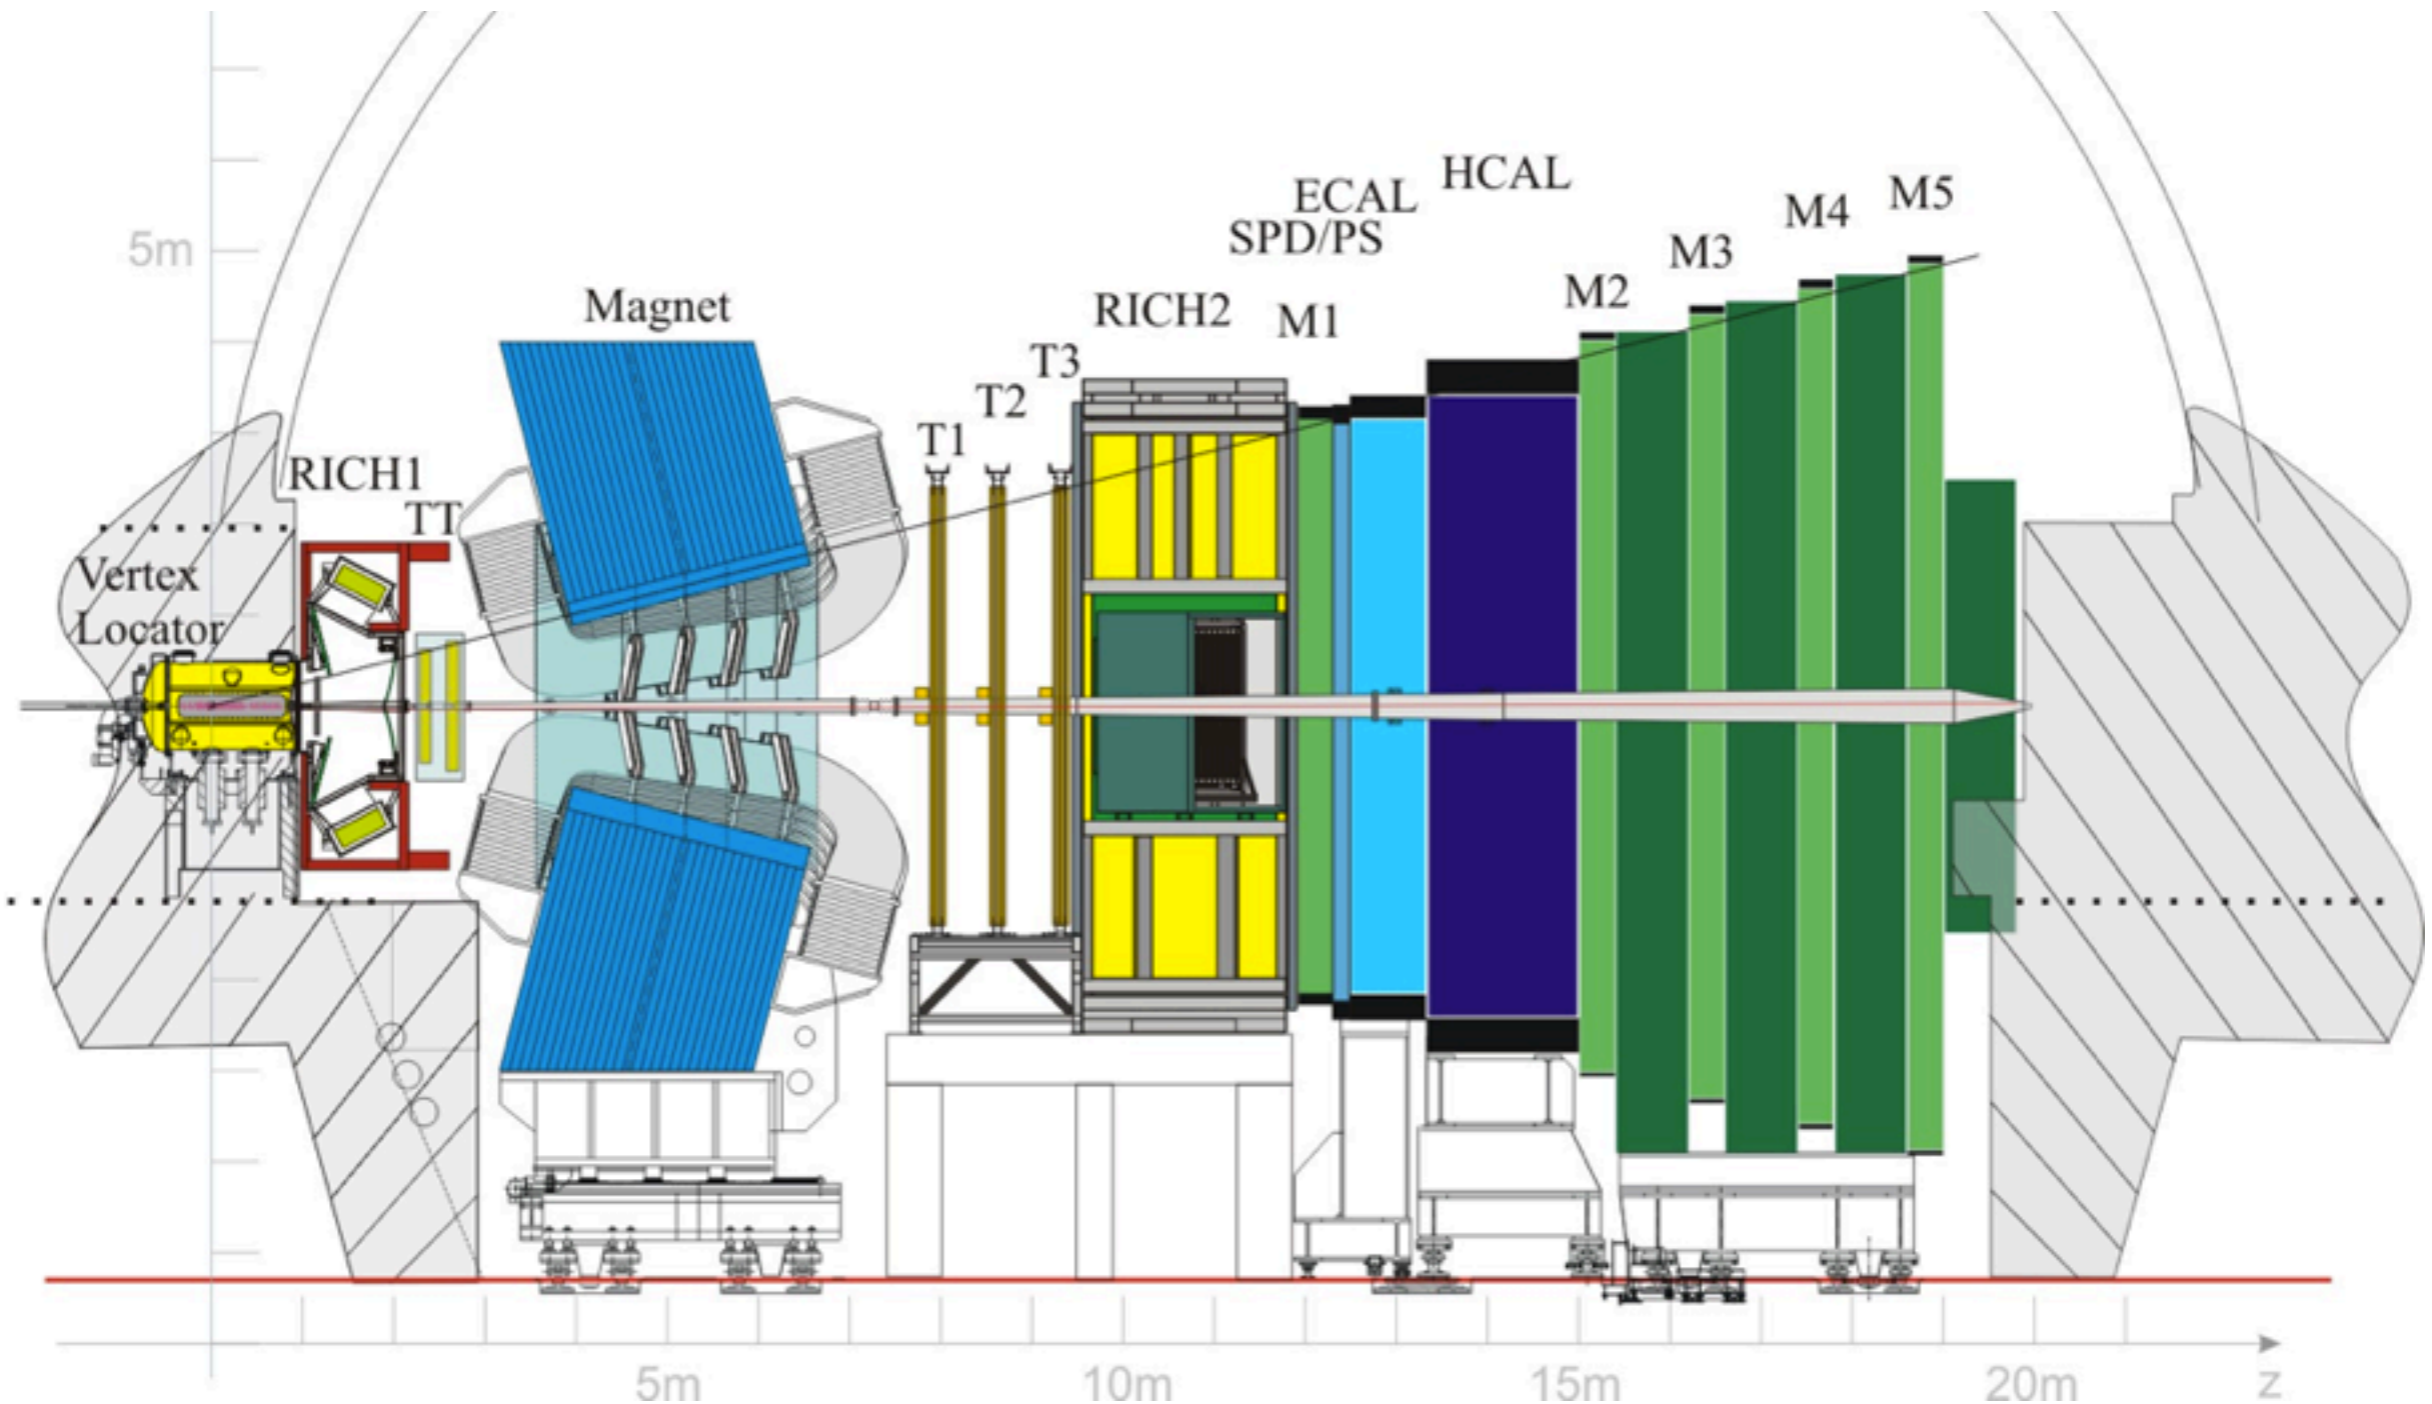 HCAL
ECAL
M5
M4
SPD/PS
M3
5m
M2
Magnet
RICH2
M1
T3
T2
T1
RICH1
TT
Vertex
Locator
5m
10m
15m
20m
z